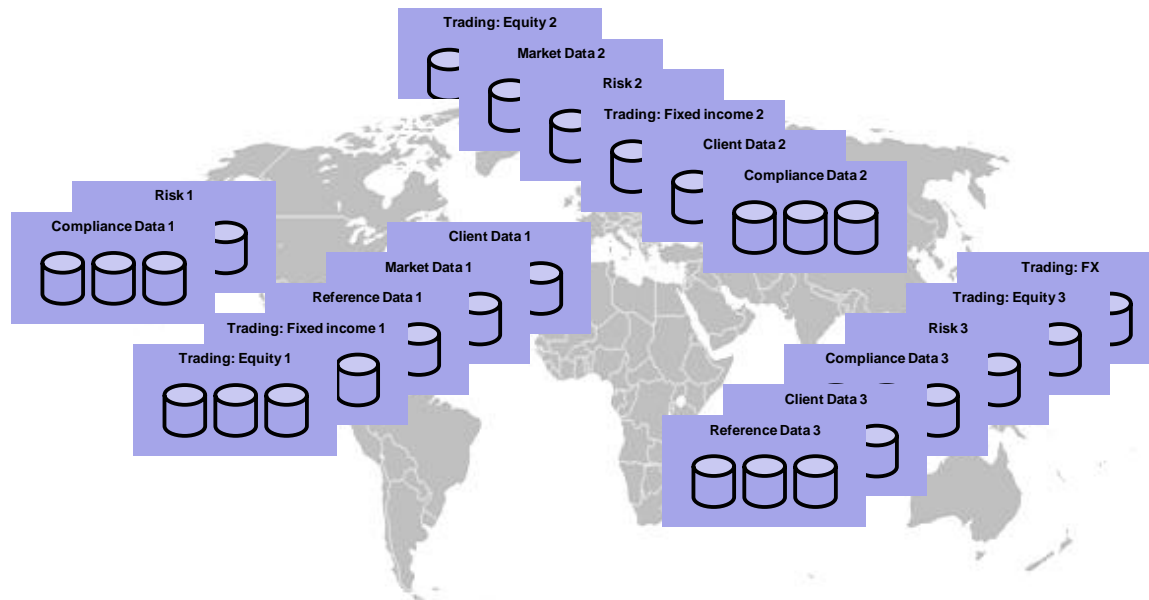 Trading: Equity 2
Market Data 2
Risk 2
Trading: Fixed income 2
Client Data 2
Compliance Data 2
Risk 1
Compliance Data 1
Client Data 1
Market Data 1
Reference Data 1
Trading: Fixed income 1
Trading: Equity 1
Trading: FX
Trading: Equity 3
Risk 3
Compliance Data 3
Client Data 3
Reference Data 3